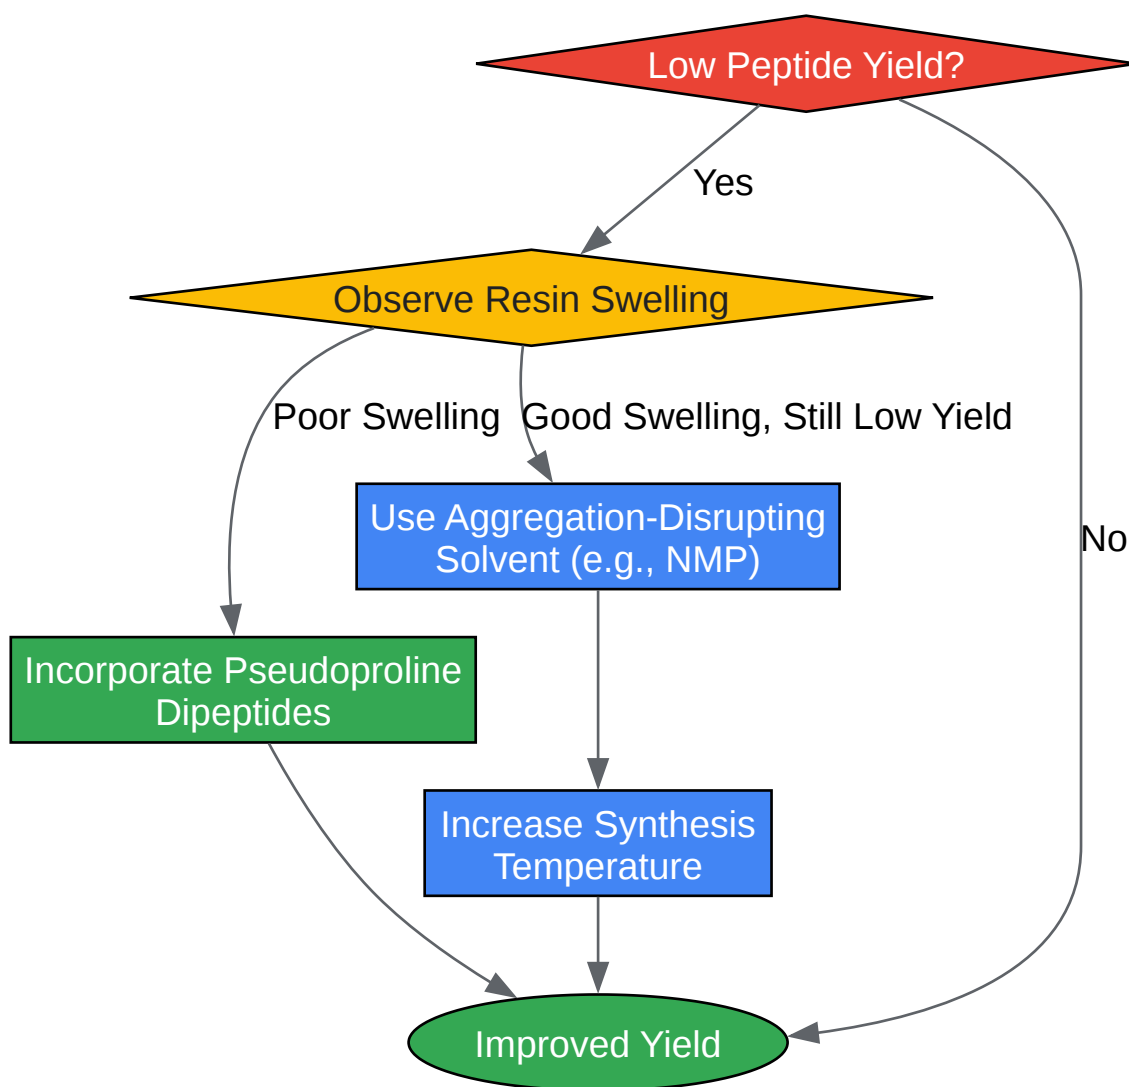 Low Peptide Yield?
Yes
Observe Resin Swelling
Poor Swelling
Good Swelling, Still Low Yield
Use Aggregation-Disrupting
Solvent (e.g., NMP)
No
Incorporate Pseudoproline
Dipeptides
Increase Synthesis
Temperature
Improved Yield